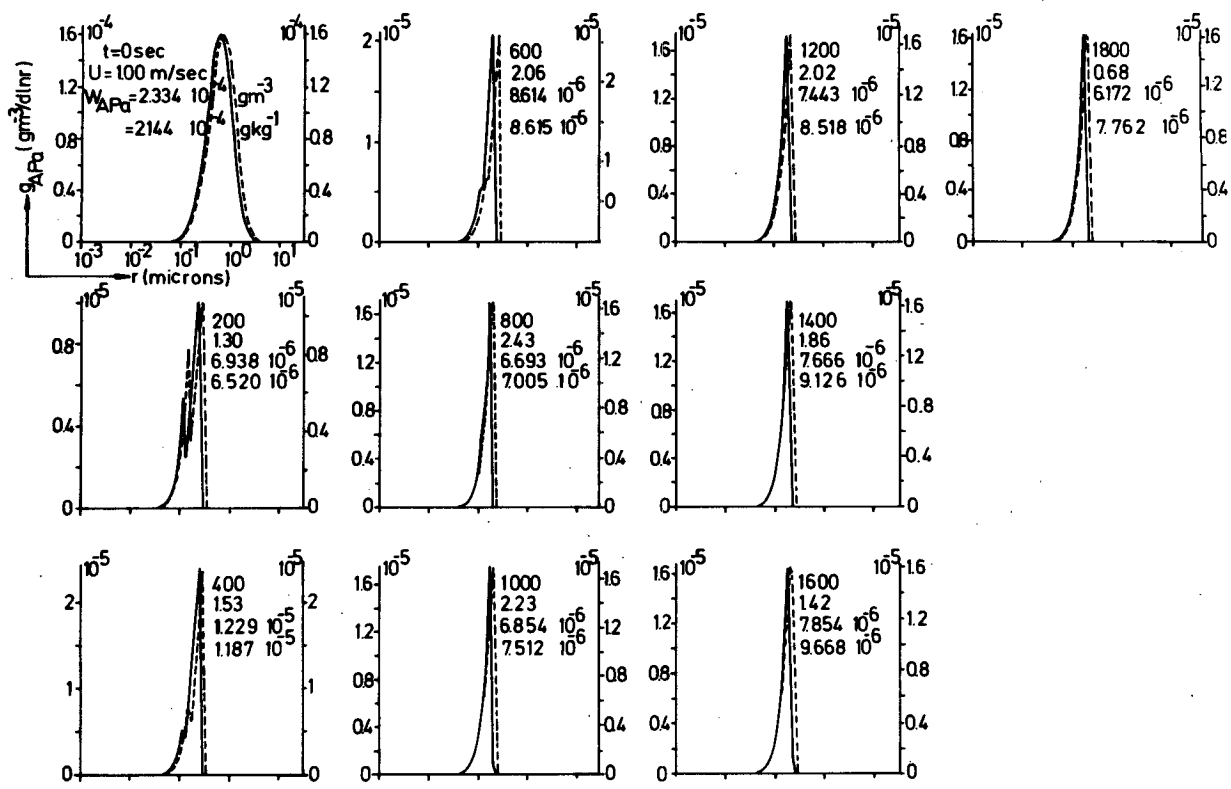 10⁻⁴ 10⁻⁴
t=0 sec
U=1.00 m/sec
W_APa=2.334 10⁻⁴ gm⁻³
=2144 10⁻⁴ gkg⁻¹
g_APa (gm⁻³/dlnr)
1.6 1.2 0.8 0.4 0
1.6 1.2 0.8 0.4 0
10⁻³ 10⁻² 10⁻¹ 10⁰ 10¹
r (microns)
10⁻⁵ 10⁻⁵
600
2.06
8.614 10⁻⁶
8.615 10⁻⁶
2 1 0
2 1 0
10⁻⁵ 10⁻⁵
1200
2.02
7.443 10⁻⁶
8.518 10⁻⁶
1.6 1.2 0.8 0.4 0
1.6 1.2 0.8 0.4 0
10⁻⁵ 10⁻⁵
1800
0.68
6.172 10⁻⁶
7.762 10⁻⁶
1.6 1.2 0.8 0.4 0
1.6 1.2 0.8 0.4 0
10⁻⁵ 10⁻⁵
200
1.30
6.938 10⁻⁶
6.520 10⁻⁶
0.8 0.4 0
0.8 0.4 0
10⁻⁵ 10⁻⁵
800
2.43
6.693 10⁻⁶
7.005 10⁻⁶
1.6 1.2 0.8 0.4 0
1.6 1.2 0.8 0.4 0
10⁻⁵ 10⁻⁵
1400
1.86
7.666 10⁻⁶
9.126 10⁻⁶
1.6 1.2 0.8 0.4 0
1.6 1.2 0.8 0.4 0
10⁻⁵ 10⁻⁵
400
1.53
1.229 10⁻⁵
1.187 10⁻⁵
2 1 0
2 1 0
10⁻⁵ 10⁻⁵
1000
2.23
6.854 10⁻⁶
7.512 10⁻⁶
1.6 1.2 0.8 0.4 0
1.6 1.2 0.8 0.4 0
10⁻⁵ 10⁻⁵
1600
1.42
7.854 10⁻⁶
9.668 10⁻⁶
1.6 1.2 0.8 0.4 0
1.6 1.2 0.8 0.4 0